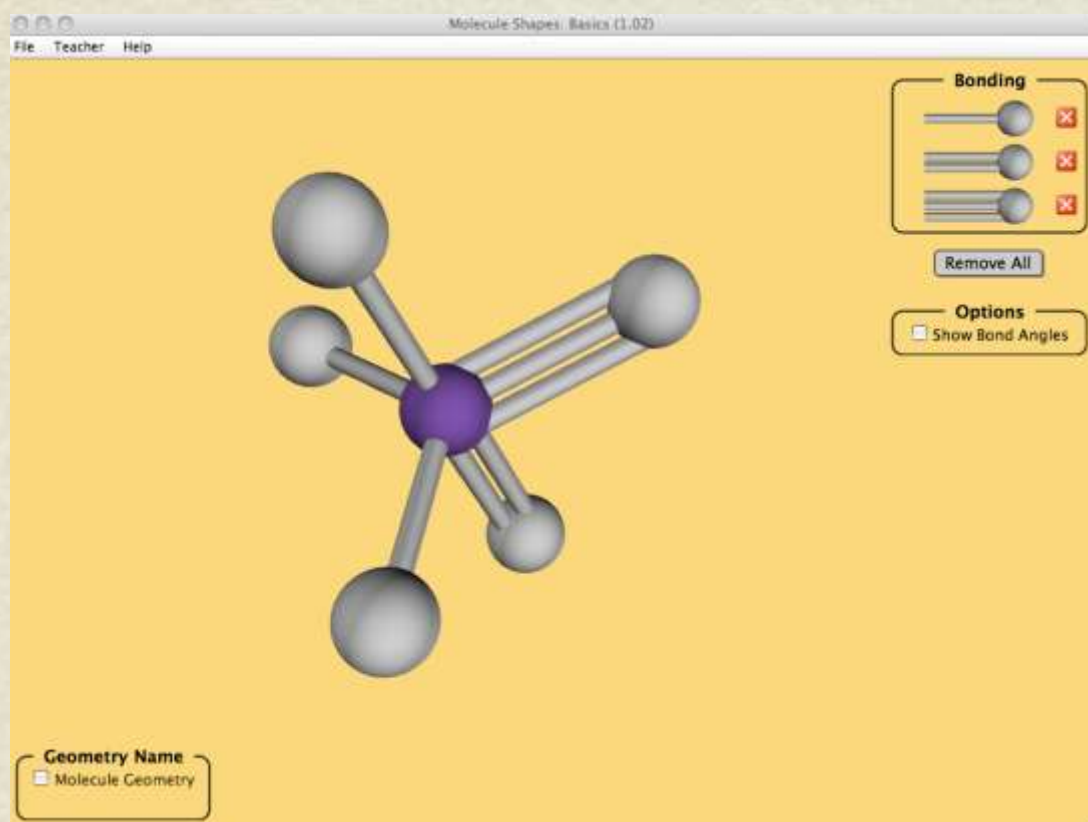 Molecule Shapes: Basics (1.02)
File Teacher Help
Bonding
Remove All
Options
Show Bond Angles
Geometry Name
Molecule Geometry